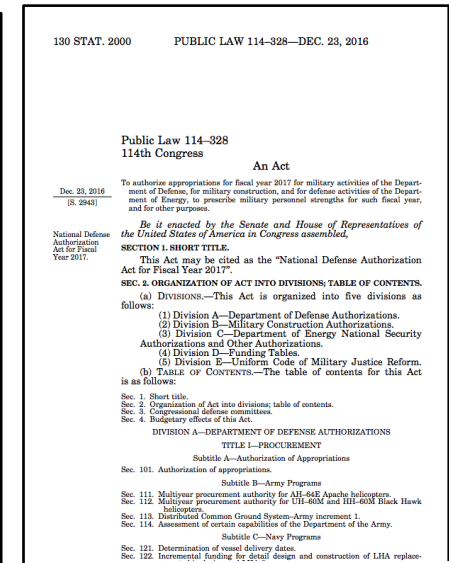 130 STAT. 2000 PUBLIC LAW 114–328—DEC. 23, 2016
Public Law 114–328
114th Congress
An Act
Dec. 23, 2016
[S. 2943]
To authorize appropriations for fiscal year 2017 for military activities of the Depart-
ment of Defense, for military construction, and for defense activities of the Depart-
ment of Energy, to prescribe military personnel strengths for such fiscal year,
and for other purposes.
National Defense
Authorization
Act for Fiscal
Year 2017.
Be it enacted by the Senate and House of Representatives of
the United States of America in Congress assembled,
SECTION 1. SHORT TITLE.
This Act may be cited as the “National Defense Authorization
Act for Fiscal Year 2017”.
SEC. 2. ORGANIZATION OF ACT INTO DIVISIONS; TABLE OF CONTENTS.
(a) DIVISIONS.—This Act is organized into five divisions as
follows:
(1) Division A—Department of Defense Authorizations.
(2) Division B—Military Construction Authorizations.
(3) Division C—Department of Energy National Security
Authorizations and Other Authorizations.
(4) Division D—Funding Tables.
(5) Division E—Uniform Code of Military Justice Reform.
(b) TABLE OF CONTENTS.—The table of contents for this Act
is as follows:
Sec. 1. Short title.
Sec. 2. Organization of Act into divisions; table of contents.
Sec. 3. Congressional defense committees.
Sec. 4. Budgetary effects of this Act.
DIVISION A—DEPARTMENT OF DEFENSE AUTHORIZATIONS
TITLE I—PROCUREMENT
Subtitle A—Authorization of Appropriations
Sec. 101. Authorization of appropriations.
Subtitle B—Army Programs
Sec. 111. Multiyear procurement authority for AH–64E Apache helicopters.
Sec. 112. Multiyear procurement authority for UH–60M and HH–60M Black Hawk
helicopters.
Sec. 113. Distributed Common Ground System–Army increment 1.
Sec. 114. Assessment of certain capabilities of the Department of the Army.
Subtitle C—Navy Programs
Sec. 121. Determination of vessel delivery dates.
Sec. 122. Incremental funding for detail design and construction of LHA replace-